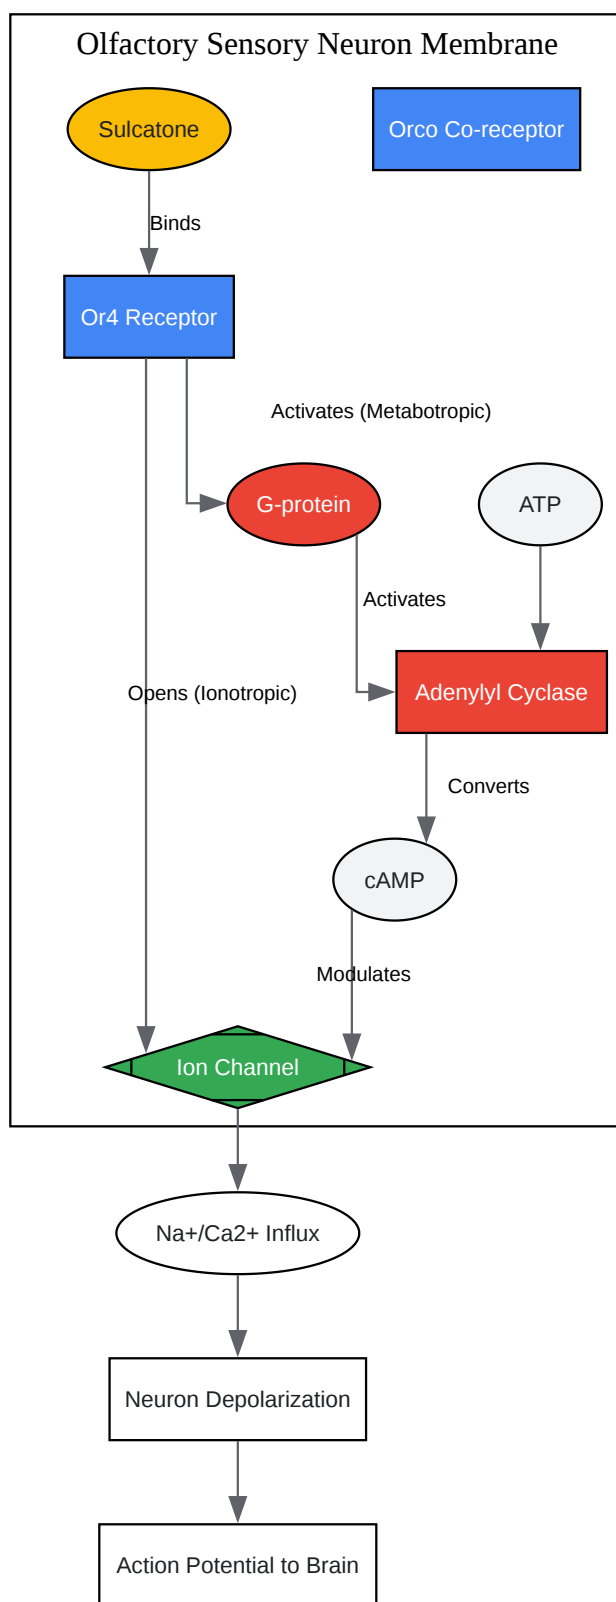 Olfactory Sensory Neuron Membrane
Sulcatone
Orco Co-receptor
Binds
Or4 Receptor
Activates (Metabotropic)
G-protein
ATP
Activates
Opens (Ionotropic)
Adenylyl Cyclase
Converts
cAMP
Modulates
Ion Channel
Na+/Ca2+ Influx
Neuron Depolarization
Action Potential to Brain